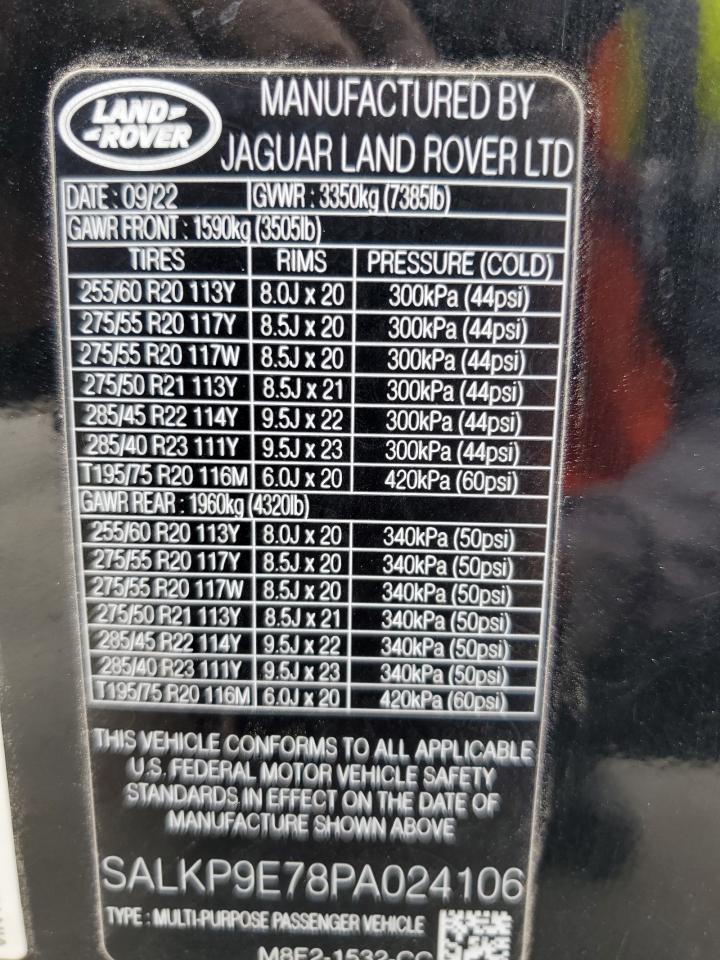 LAND ROVER
MANUFACTURED BY
JAGUAR LAND ROVER LTD
DATE : 09/22 GVWR : 3350kg (7385lb)
GAWR FRONT : 1590kg (3505lb)
TIRES RIMS PRESSURE (COLD)
255/60 R20 113Y 8.0J x 20 300kPa (44psi)
275/55 R20 117Y 8.5J x 20 300kPa (44psi)
275/55 R20 117W 8.5J x 20 300kPa (44psi)
275/50 R21 113Y 8.5J x 21 300kPa (44psi)
285/45 R22 114Y 9.5J x 22 300kPa (44psi)
285/40 R23 111Y 9.5J x 23 300kPa (44psi)
T195/75 R20 116M 6.0J x 20 420kPa (60psi)
GAWR REAR : 1960kg (4320lb)
255/60 R20 113Y 8.0J x 20 340kPa (50psi)
275/55 R20 117Y 8.5J x 20 340kPa (50psi)
275/55 R20 117W 8.5J x 20 340kPa (50psi)
275/50 R21 113Y 8.5J x 21 340kPa (50psi)
285/45 R22 114Y 9.5J x 22 340kPa (50psi)
285/40 R23 111Y 9.5J x 23 340kPa (50psi)
T195/75 R20 116M 6.0J x 20 420kPa (60psi)
THIS VEHICLE CONFORMS TO ALL APPLICABLE
U.S. FEDERAL MOTOR VEHICLE SAFETY
STANDARDS IN EFFECT ON THE DATE OF
MANUFACTURE SHOWN ABOVE
SALKP9E78PA024106
TYPE : MULTI-PURPOSE PASSENGER VEHICLE